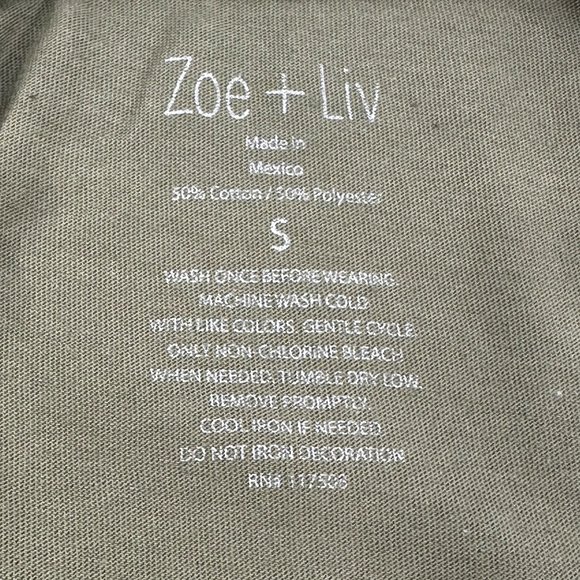 Zoe + Liv
Made in
Mexico
50% Cotton / 50% Polyester
S
WASH ONCE BEFORE WEARING.
MACHINE WASH COLD
WITH LIKE COLORS. GENTLE CYCLE.
ONLY NON-CHLORINE BLEACH
WHEN NEEDED. TUMBLE DRY LOW.
REMOVE PROMPTLY.
COOL IRON IF NEEDED
DO NOT IRON DECORATION
RN# 117508